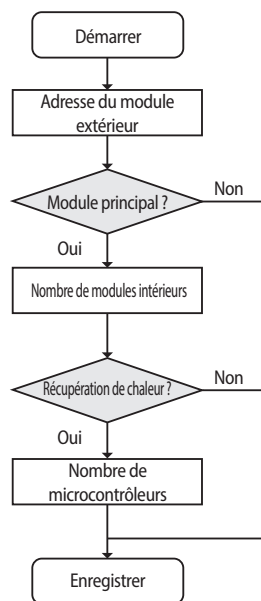 Démarrer
Adresse du module
extérieur
Module principal ?
Non
Oui
Nombre de modules intérieurs
Récupération de chaleur ?
Non
Oui
Nombre de
microcontrôleurs
Enregistrer